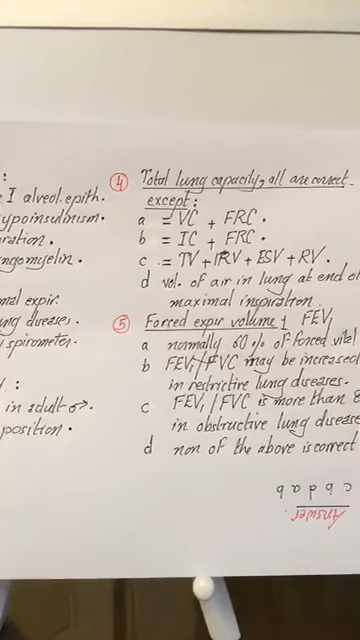 :
e I alveol. epith.
ypoinsulinism.
ration.
ngomyelin.
nal expir.
ng diseases.
y spirometer.
:
in adult ♂.
position.
4 Total lung capacity, all are correct
except:
a = VC + FRC.
b = IC + FRC.
c = TV + IRV + ESV + RV.
d vol. of air in lung at end of
maximal inspiration
5 Forced expir volume 1 FEV1
a normally 60% of forced vital
b FEV1/FVC may be increased
in restrictive lung diseases.
c FEV1/FVC is more than 8
in obstructive lung disease
d non of the above is correct
Answer
c b d a b